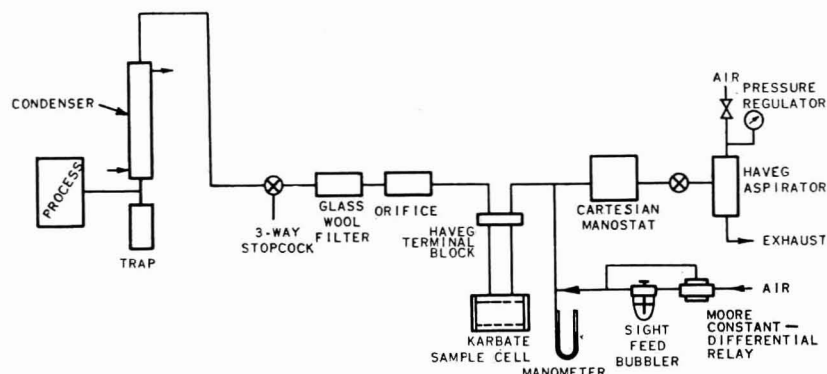 CONDENSER
PROCESS
TRAP
3-WAY
STOPCOCK
GLASS
WOOL
FILTER
ORIFICE
HAVEG
TERMINAL
BLOCK
KARBATE
SAMPLE CELL
MANOMETER
CARTESIAN
MANOSTAT
AIR
PRESSURE
REGULATOR
HAVEG
ASPIRATOR
EXHAUST
AIR
SIGHT
FEED
BUBBLER
MOORE
CONSTANT—
DIFFERENTIAL
RELAY